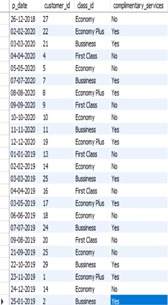 p_date customer_id class_id complimentary_services
26-12-2018 27 Economy No
02-02-2020 22 Economy Plus Yes
03-03-2020 21 Bussiness Yes
04-04-2020 4 First Class No
05-05-2020 5 Economy No
07-07-2020 7 Bussiness Yes
08-08-2020 8 Economy Plus Yes
09-09-2020 9 First Class No
10-10-2020 10 Economy No
11-11-2020 11 Bussiness Yes
12-12-2020 19 Economy Plus Yes
01-01-2019 13 First Class No
02-02-2019 14 Economy No
03-03-2019 25 Bussiness Yes
04-04-2019 16 First Class No
03-05-2019 17 Economy Plus Yes
06-06-2019 18 Economy No
07-07-2019 24 Bussiness Yes
09-08-2019 20 First Class No
21-09-2019 25 Economy No
22-10-2019 29 Bussiness Yes
23-11-2019 1 Economy Plus Yes
24-12-2019 14 Economy No
25-01-2019 2 Bussiness Yes